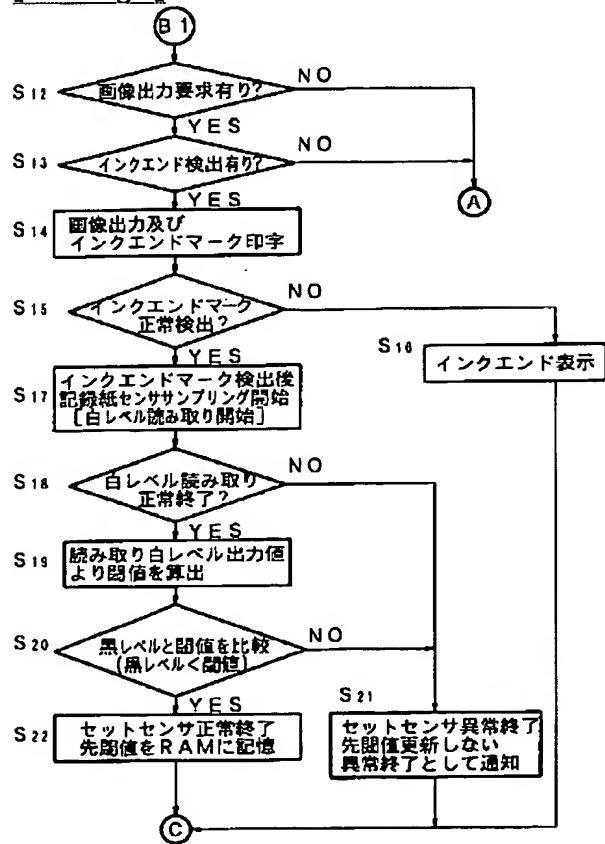 B1
S12
画像出力要求有り?
NO
YES
S13
インクエンド検出有り?
NO
YES
A
S14
画像出力及び
インクエンドマーク印字
S15
インクエンドマーク
正常検出?
NO
YES
S16
インクエンド表示
S17
インクエンドマーク検出後
記録紙センササンプリング開始
[白レベル読み取り開始]
S18
白レベル読み取り
正常終了?
NO
YES
S19
読み取り白レベル出力値
より閾値を算出
S20
黒レベルと閾値を比較
(黒レベル<閾値)
NO
YES
S21
セットセンサ異常終了
先閾値更新しない
異常終了として通知
S22
セットセンサ正常終了
先閾値をRAMに記憶
C